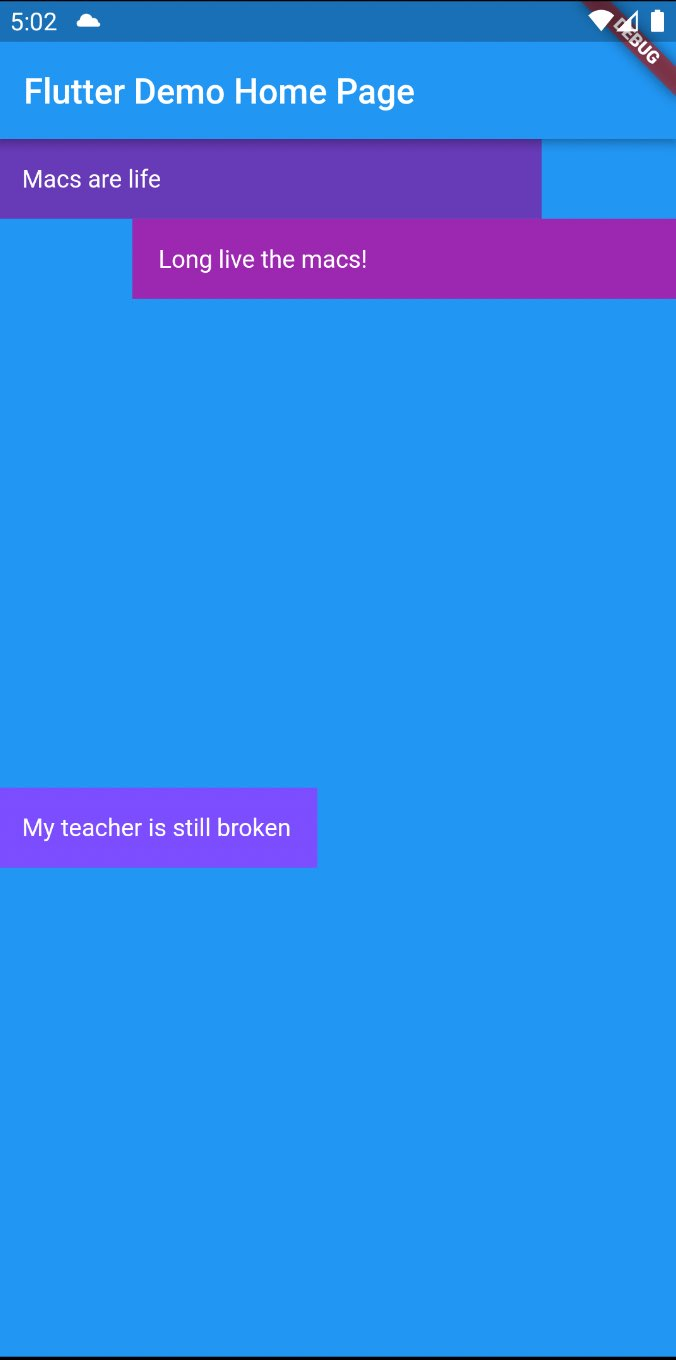 5:02
DEBUG
Flutter Demo Home Page
Macs are life
Long live the macs!
My teacher is still broken